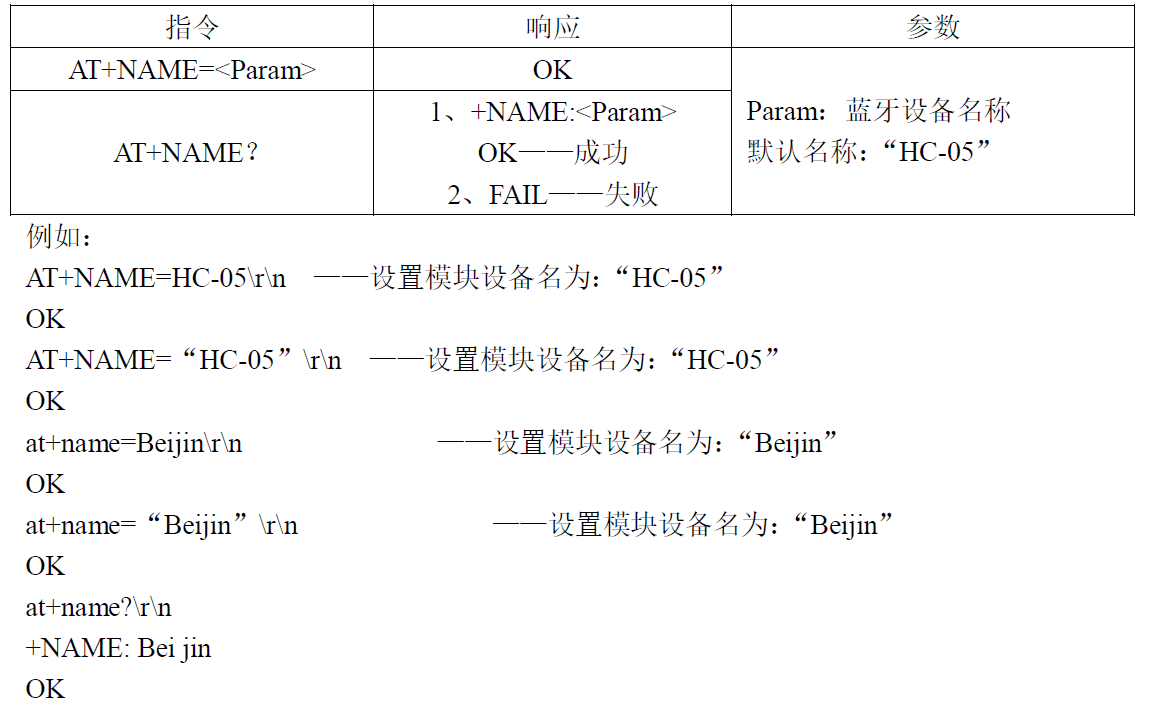 指令 响应 参数
AT+NAME=<Param> OK
AT+NAME？
1、+NAME:<Param>
OK——成功
2、FAIL——失败
Param：蓝牙设备名称
默认名称：“HC-05”
例如：
AT+NAME=HC-05\r\n ——设置模块设备名为：“HC-05”
OK
AT+NAME=“HC-05”\r\n ——设置模块设备名为：“HC-05”
OK
at+name=Beijin\r\n ——设置模块设备名为：“Beijin”
OK
at+name=“Beijin”\r\n ——设置模块设备名为：“Beijin”
OK
at+name?\r\n
+NAME: Bei jin
OK